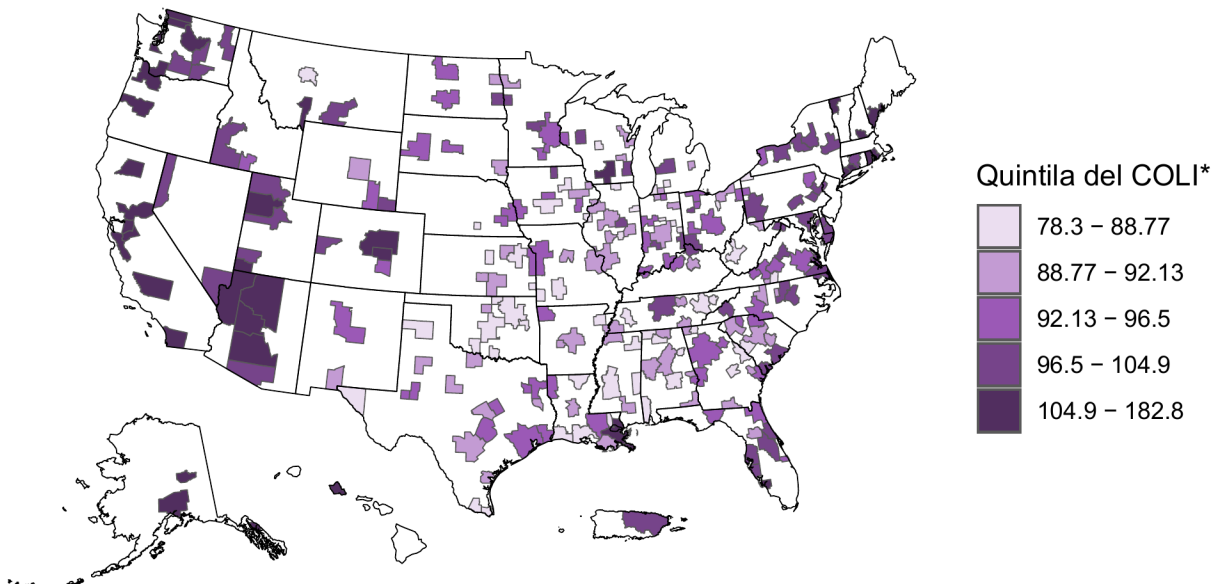 Quintila del COLI*
78.3 − 88.77
88.77 − 92.13
92.13 − 96.5
96.5 − 104.9
104.9 − 182.8